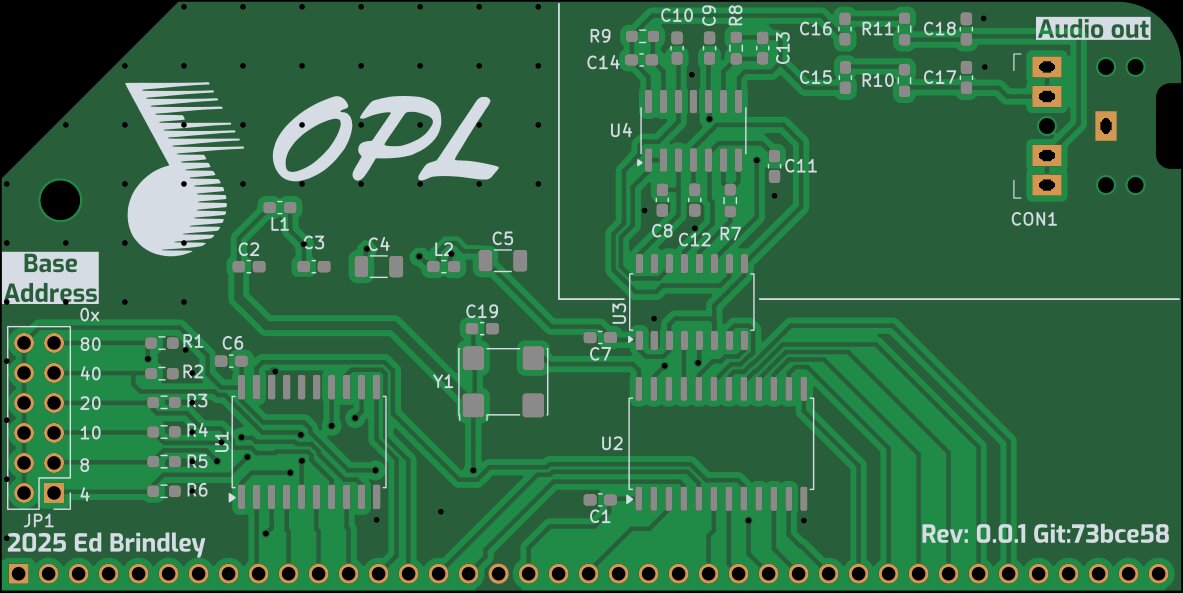 C10
C9
R8
R9
C14
C13
C16
R11
C18
Audio out
C15
R10
C17
OPL
U4
C11
CON1
C8
C12
R7
L1
C2
C3
C4
L2
C5
Base
Address
0x
80
40
20
10
8
4
JP1
R1
R2
R3
R4
R5
R6
C6
U1
C19
Y1
C7
U3
U2
C1
2025 Ed Brindley
Rev: 0.0.1 Git:73bce58